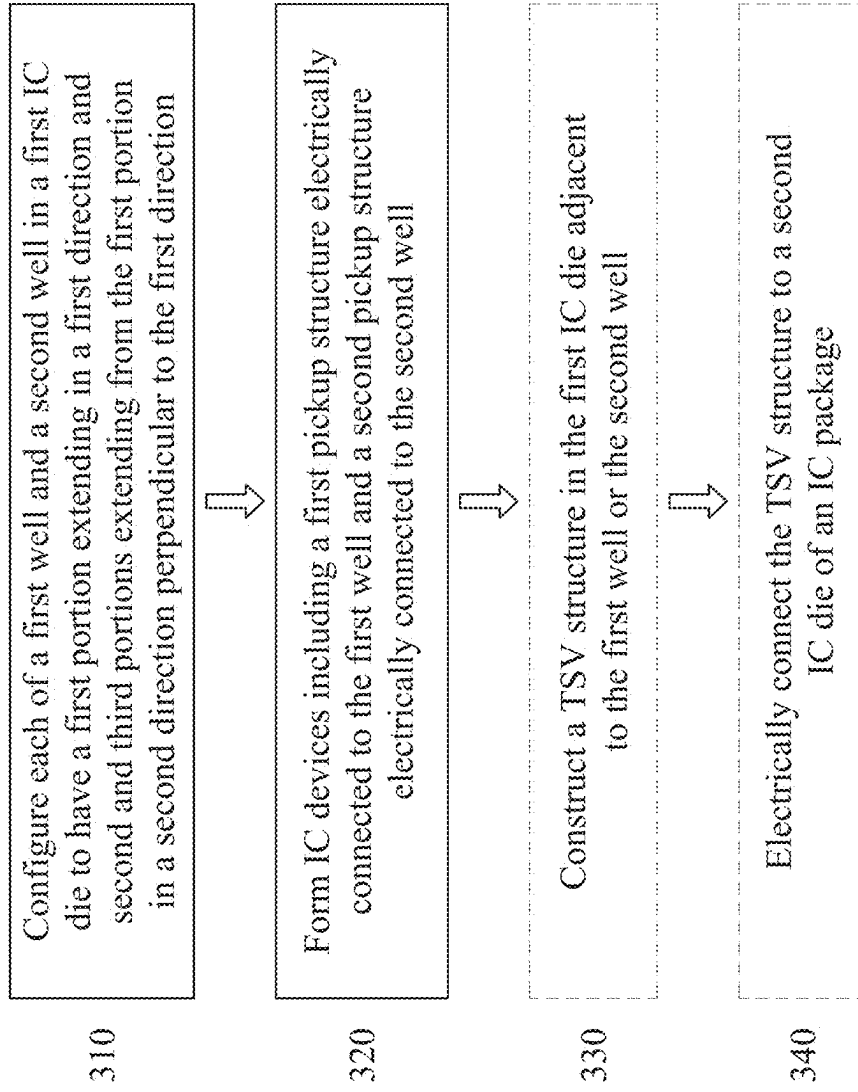 310
Configure each of a first well and a second well in a first IC
die to have a first portion extending in a first direction and
second and third portions extending from the first portion
in a second direction perpendicular to the first direction
320
Form IC devices including a first pickup structure electrically
connected to the first well and a second pickup structure
electrically connected to the second well
330
Construct a TSV structure in the first IC die adjacent
to the first well or the second well
340
Electrically connect the TSV structure to a second
IC die of an IC package